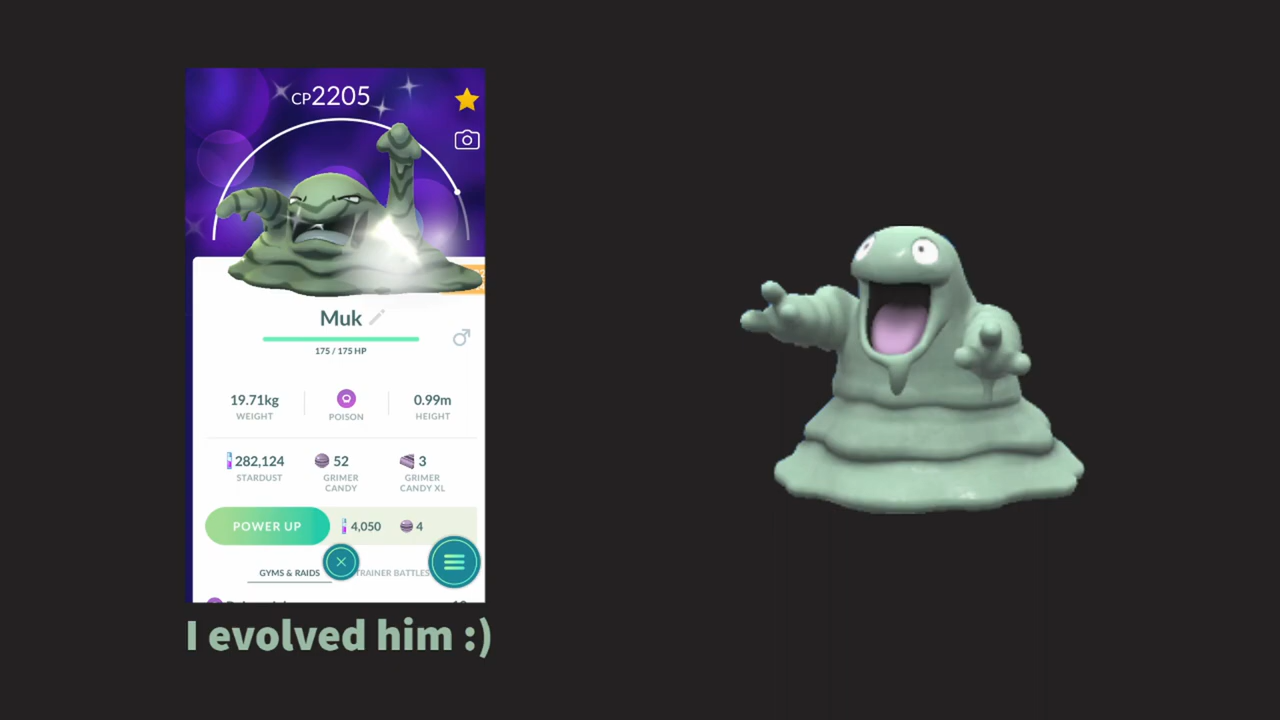 CP2205
Muk
175 / 175 HP
19.71kg
WEIGHT
POISON
0.99m
HEIGHT
282,124
STARDUST
52
GRIMER
CANDY
3
GRIMER
CANDY XL
POWER UP
4,050
4
GYMS & RAIDS
TRAINER BATTLES
I evolved him :)